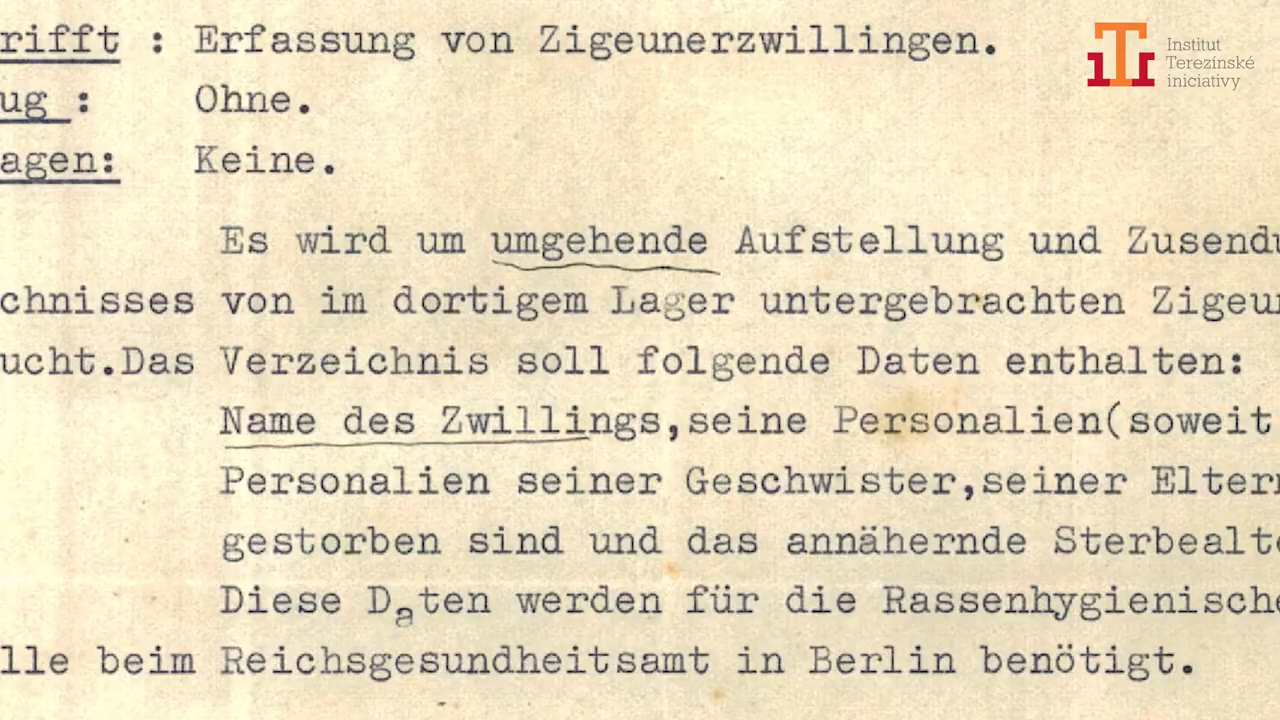 rifft : Erfassung von Zigeunerzwillingen.
Institut
Terezínské
iniciativy
ug : Ohne.
agen: Keine.
Es wird um umgehende Aufstellung und Zusendu
chnisses von im dortigem Lager untergebrachten Zigeun
ucht.Das Verzeichnis soll folgende Daten enthalten:
Name des Zwillings,seine Personalien(soweit
Personalien seiner Geschwister,seiner Eltern
gestorben sind und das annähernde Sterbealte
Diese Daten werden für die Rassenhygienische
lle beim Reichsgesundheitsamt in Berlin benötigt.